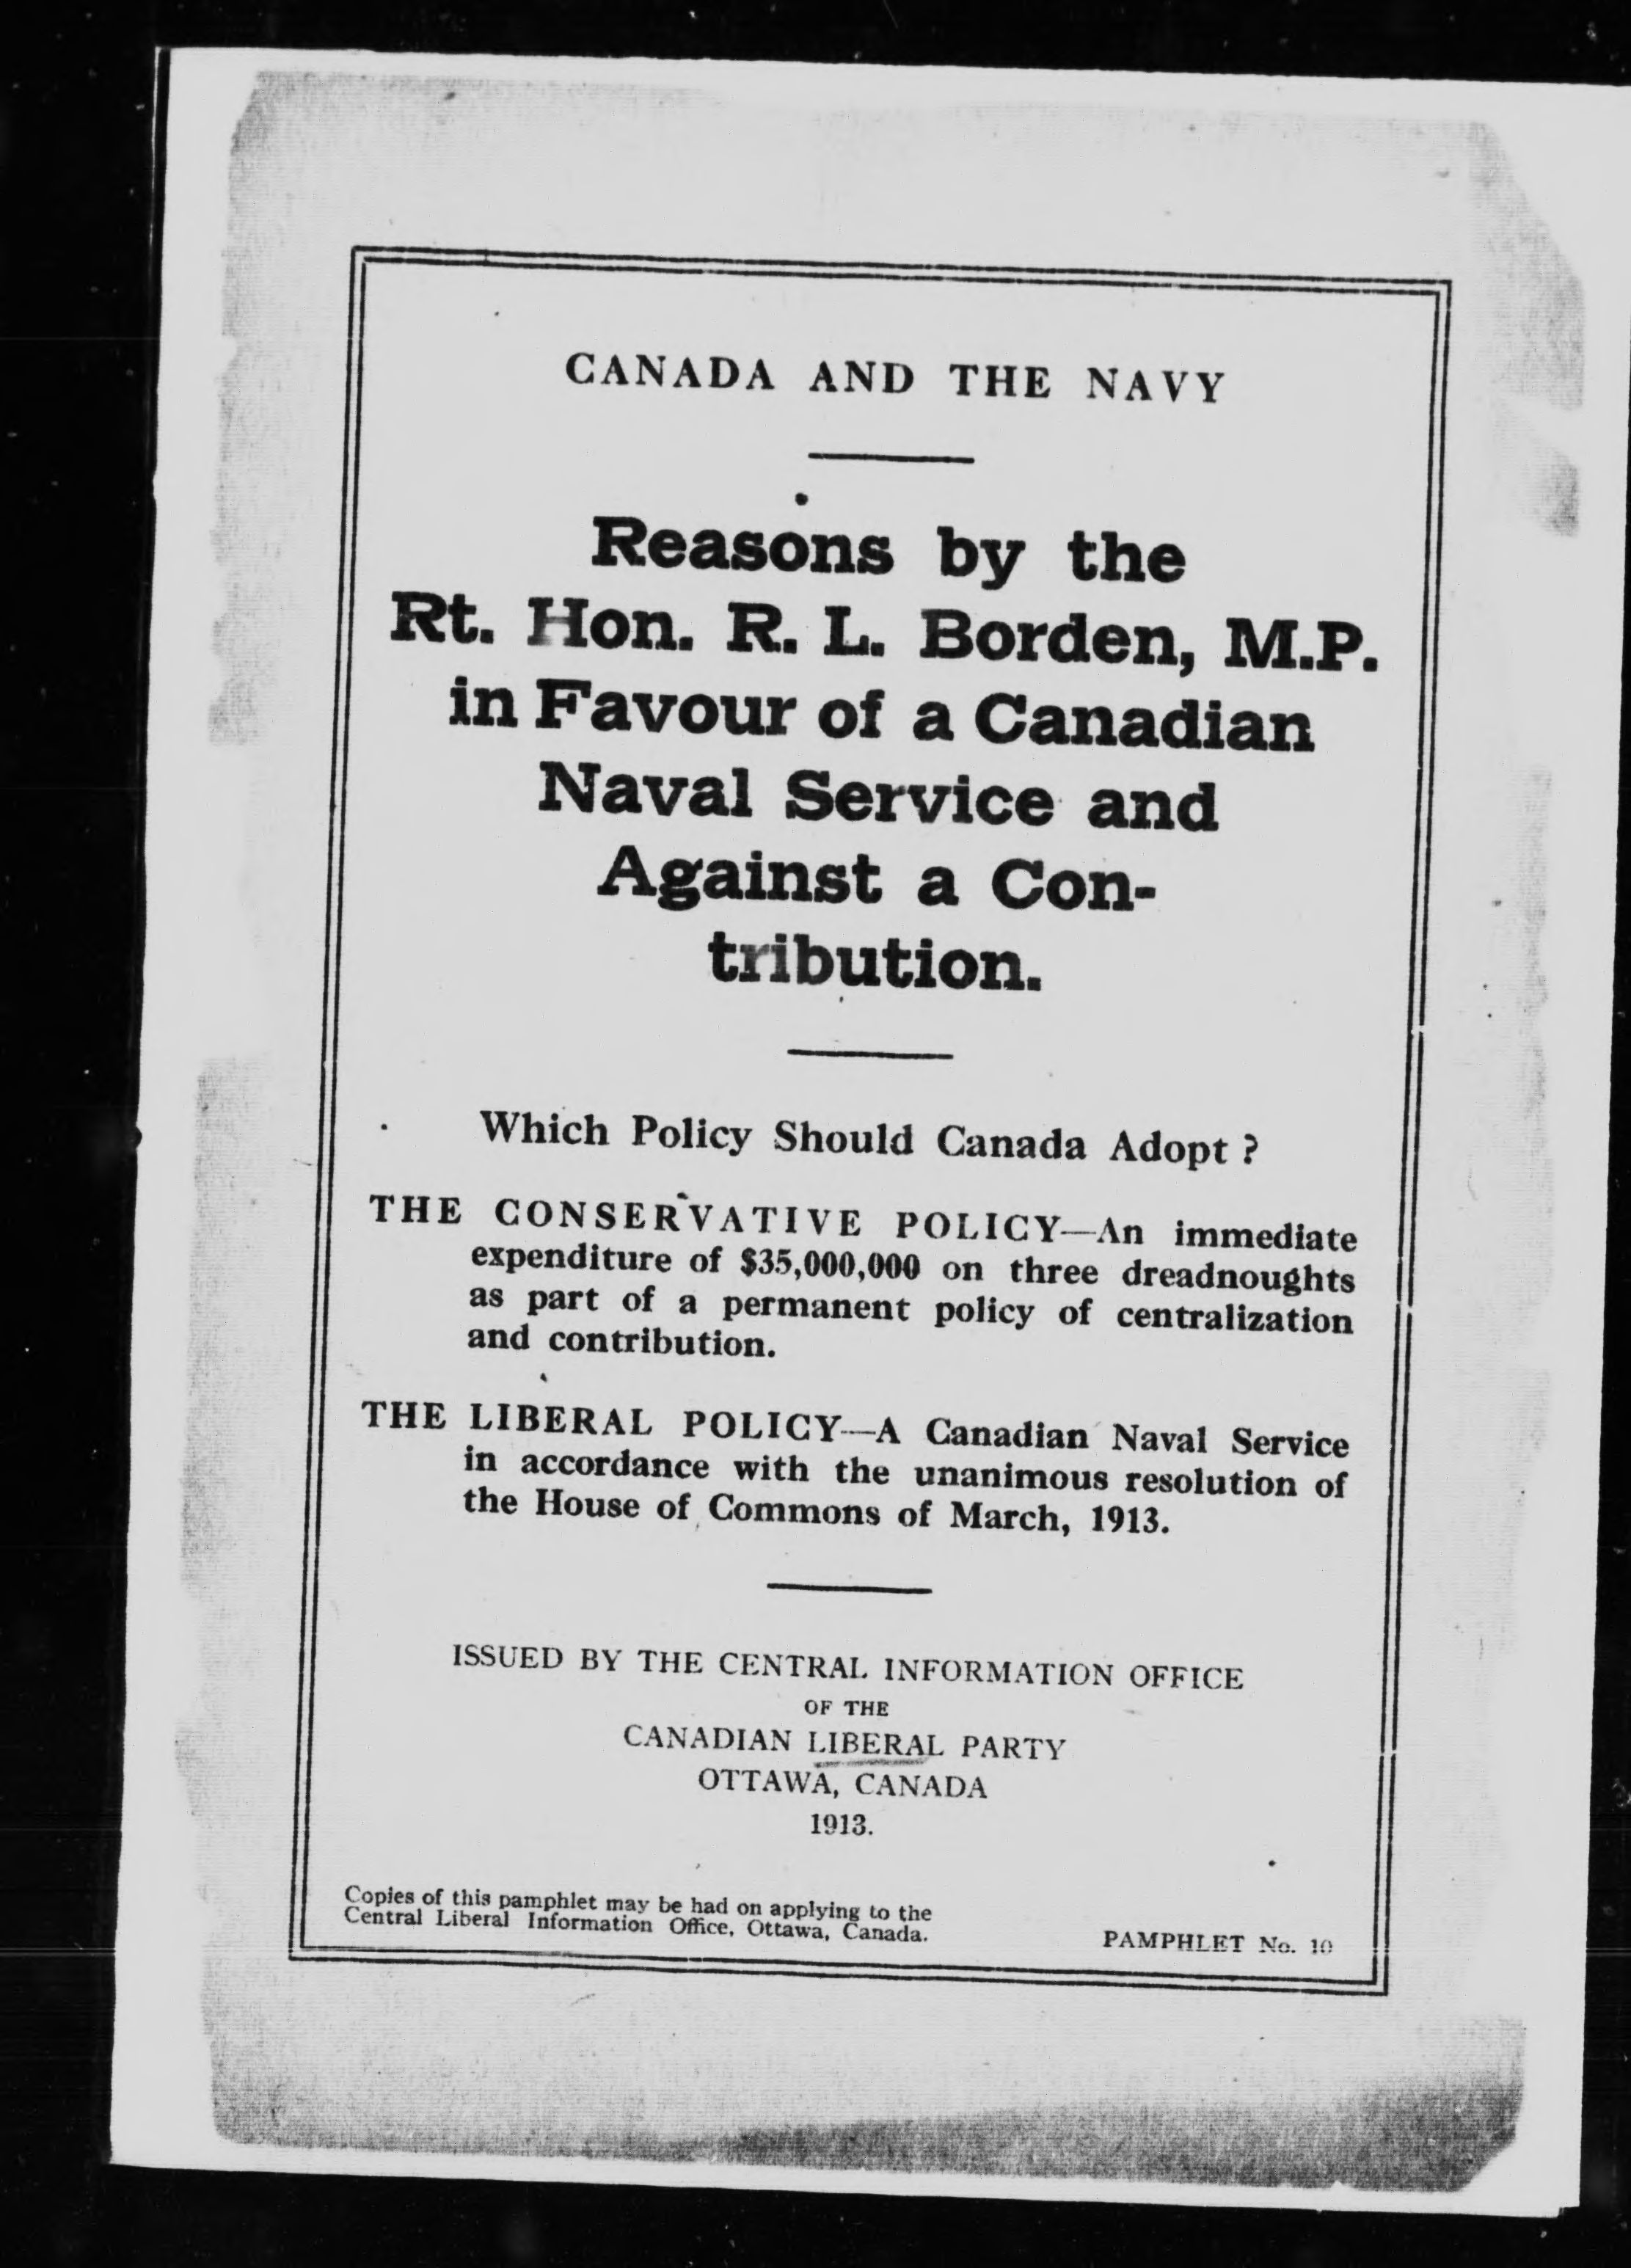 CANADA AND THE NAVY
Reasons by the
Rt. Hon. R. L. Borden, M.P.
in Favour of a Canadian
Naval Service and
Against a Con-
tribution.
Which Policy Should Canada Adopt ?
THE CONSERVATIVE POLICY—An immediate
expenditure of $35,000,000 on three dreadnoughts
as part of a permanent policy of centralization
and contribution.
THE LIBERAL POLICY—A Canadian Naval Service
in accordance with the unanimous resolution of
the House of Commons of March, 1913.
ISSUED BY THE CENTRAL INFORMATION OFFICE
OF THE
CANADIAN LIBERAL PARTY
OTTAWA, CANADA
1913.
Copies of this pamphlet may be had on applying to the
Central Liberal Information Office, Ottawa, Canada.
PAMPHLET No. 10